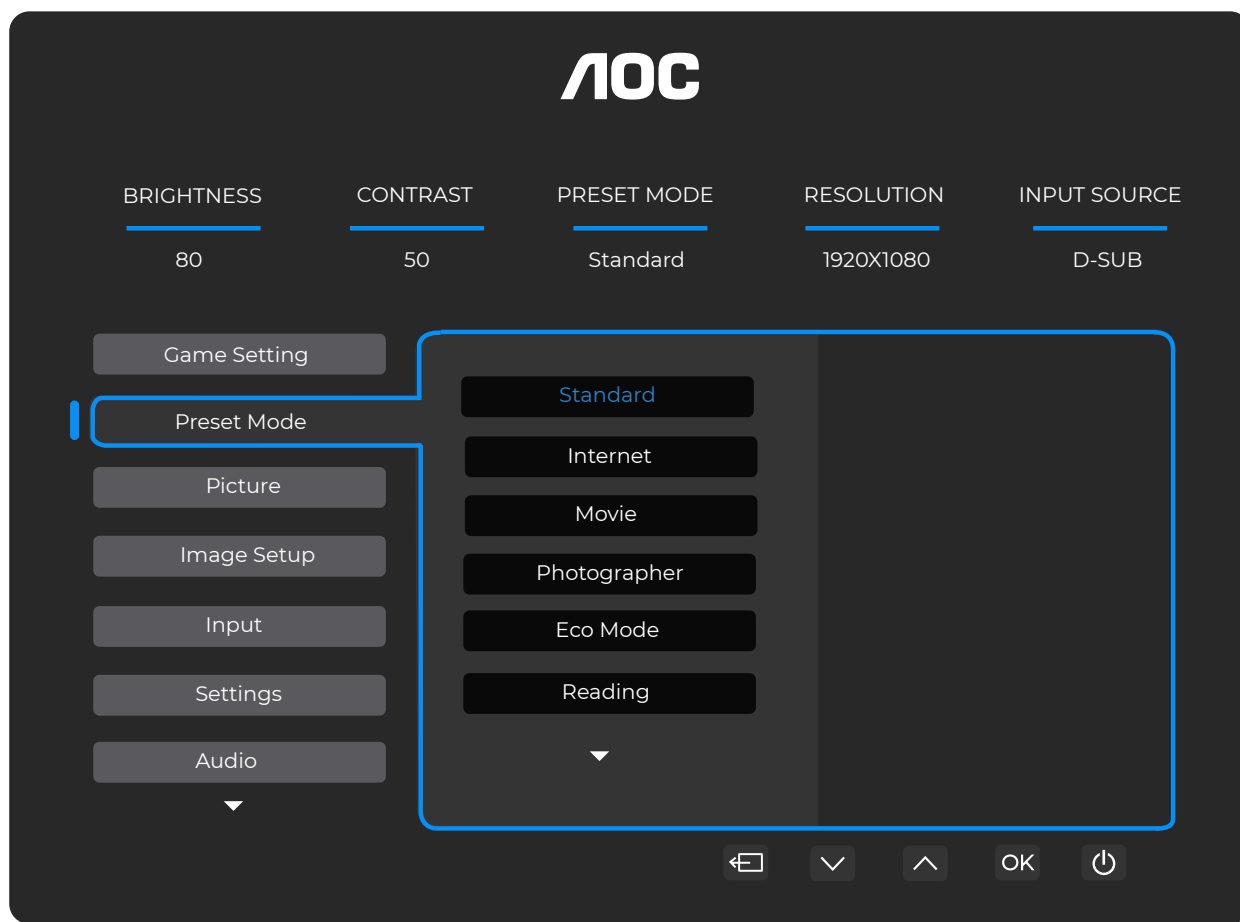 AOC
BRIGHTNESS CONTRAST PRESET MODE RESOLUTION INPUT SOURCE
80 50 Standard 1920X1080 D-SUB
Game Setting
Preset Mode
Picture
Image Setup
Input
Settings
Audio
Standard
Internet
Movie
Photographer
Eco Mode
Reading
OK